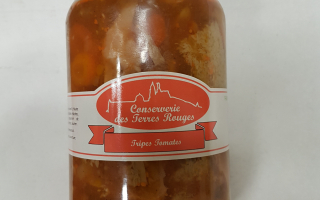 Conserverie
des Terres Rouges
Tripes Tomates